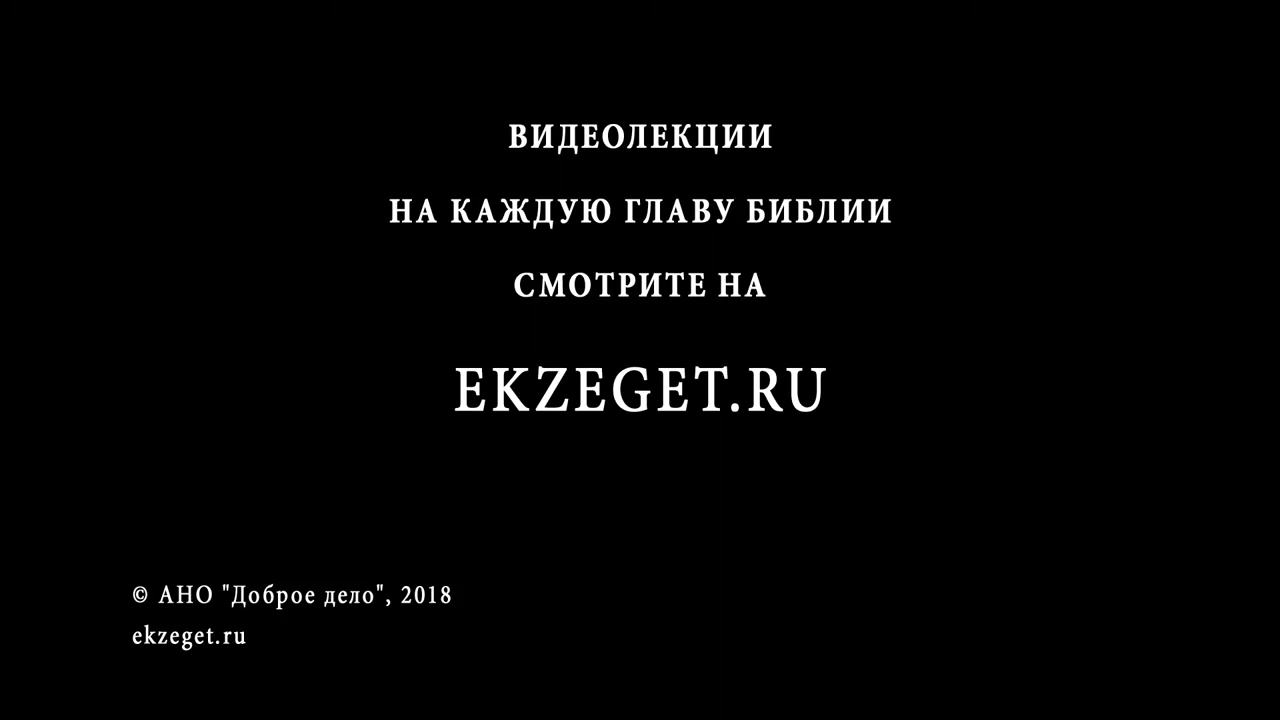 ВИДЕОЛЕКЦИИ
НА КАЖДУЮ ГЛАВУ БИБЛИИ
СМОТРИТЕ НА
EKZEGET.RU
© АНО "Доброе дело", 2018
ekzeget.ru